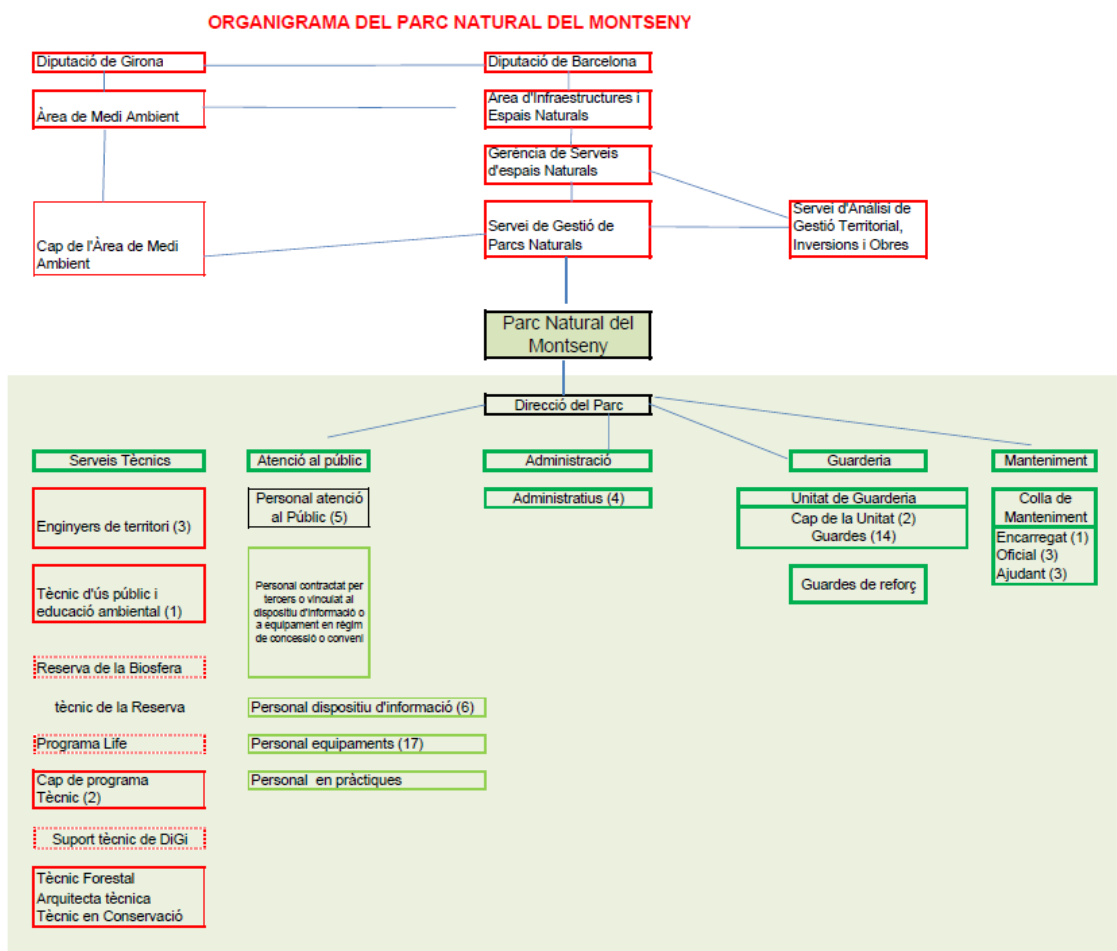 ORGANIGRAMA DEL PARC NATURAL DEL MONTSENY
Diputació de Girona
Diputació de Barcelona
Àrea de Medi Ambient
Àrea d'Infraestructures i
Espais Naturals
Gerència de Serveis
d'espais Naturals
Cap de l'Àrea de Medi
Ambient
Servei de Gestió de
Parcs Naturals
Servei d'Anàlisi de
Gestió Territorial,
Inversions i Obres
Parc Natural del
Montseny
Direcció del Parc
Serveis Tècnics
Atenció al públic
Administració
Guarderia
Manteniment
Enginyers de territori (3)
Tècnic d'ús públic i
educació ambiental (1)
Reserva de la Biosfera
tècnic de la Reserva
Programa Life
Cap de programa
Tècnic (2)
Suport tècnic de DiGi
Tècnic Forestal
Arquitecta tècnica
Tècnic en Conservació
Personal atenció
al Públic (5)
Personal contractat per
tercers o vinculat al
dispositiu d'informació o
a equipament en règim
de concessió o conveni
Personal dispositiu d'informació (6)
Personal equipaments (17)
Personal en pràctiques
Administratius (4)
Unitat de Guarderia
Cap de la Unitat (2)
Guardes (14)
Guardes de reforç
Colla de
Manteniment
Encarregat (1)
Oficial (3)
Ajudant (3)